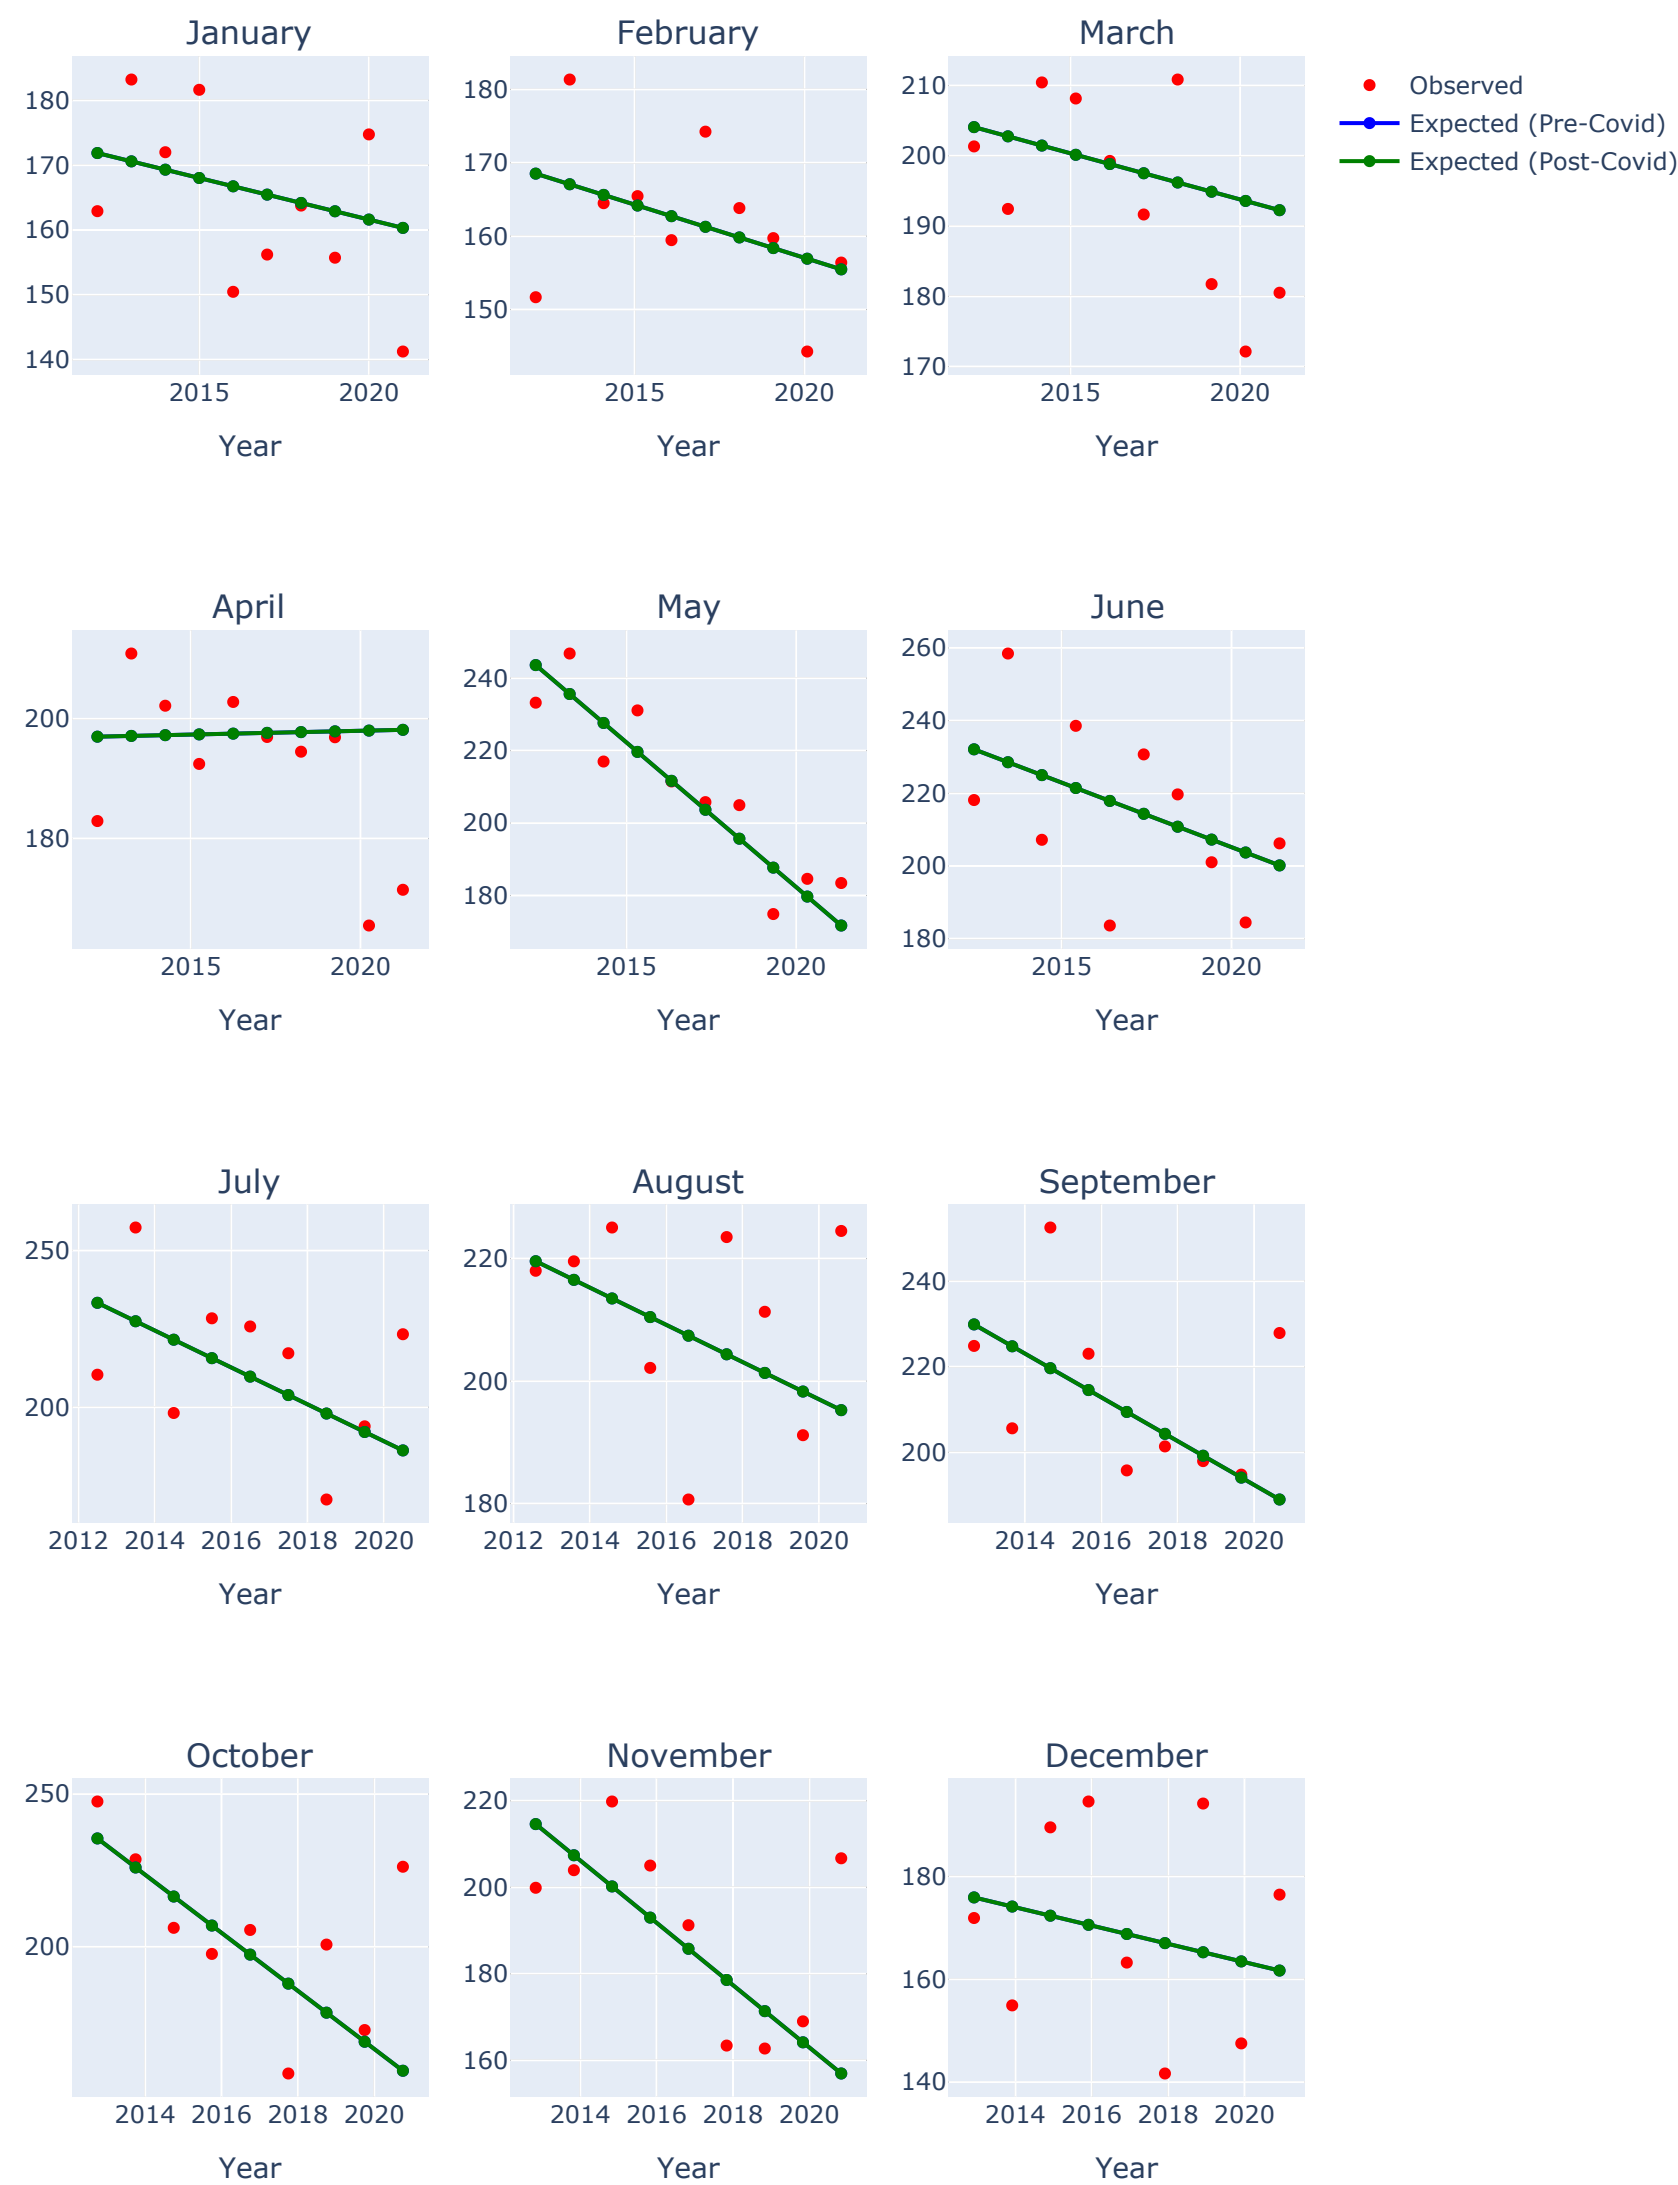 January
February
March
180
170
160
150
140
2015
2020
Year
180
170
160
150
2015
2020
Year
210
200
190
180
170
2015
2020
Year
Observed
Expected (Pre-Covid)
Expected (Post-Covid)
April
May
June
200
180
2015
2020
Year
240
220
200
180
2015
2020
Year
260
240
220
200
180
2015
2020
Year
July
August
September
250
200
2012 2014 2016 2018 2020
Year
220
200
180
2012 2014 2016 2018 2020
Year
240
220
200
2014 2016 2018 2020
Year
October
November
December
250
200
2014 2016 2018 2020
Year
220
200
180
160
2014 2016 2018 2020
Year
180
160
140
2014 2016 2018 2020
Year